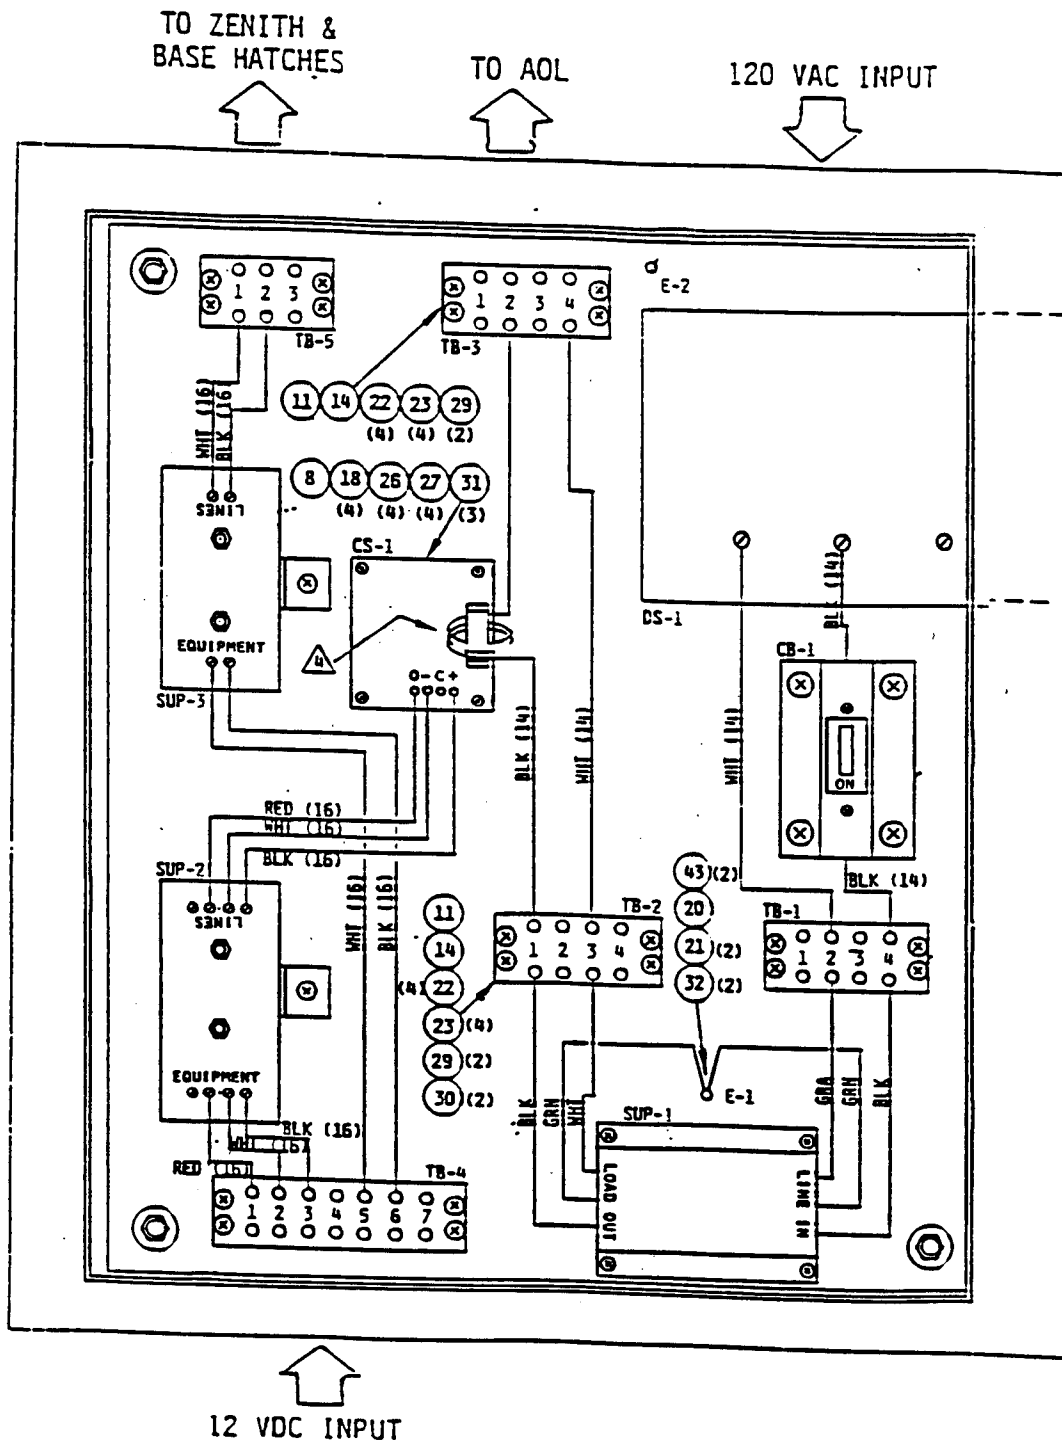 TO ZENITH &
BASE HATCHES
TO AOL
120 VAC INPUT
E-2
1 2 3
TB-5
1 2 3 4
TB-3
WHT (16)
BLK (16)
11 14 22 23 29
(4) (4) (2)
8 18 26 27 31
(4) (4) (4) (3)
LINES
EQUIPMENT
SUP-3
CS-1
4
O-C+
DS-1
BLK (14)
CB-1
ON
BLK (14)
WHT (14)
WHT (14)
RED (16)
WHT (16)
BLK (16)
SUP-2
LINES
EQUIPMENT
WHT (16)
BLK (16)
BLK (14)
11
14
(4) 22
23 (4)
29 (2)
30 (2)
TB-2
1 2 3 4
43 (2)
20
21 (2)
32 (2)
TB-1
1 2 3 4
E-1
BLK
GRN
WHT
GRA
GRN
BLK
SUP-1
LOAD OUT
LINE IN
BLK (16)
WHT (16)
RED (16)
TB-4
1 2 3 4 5 6 7
12 VDC INPUT